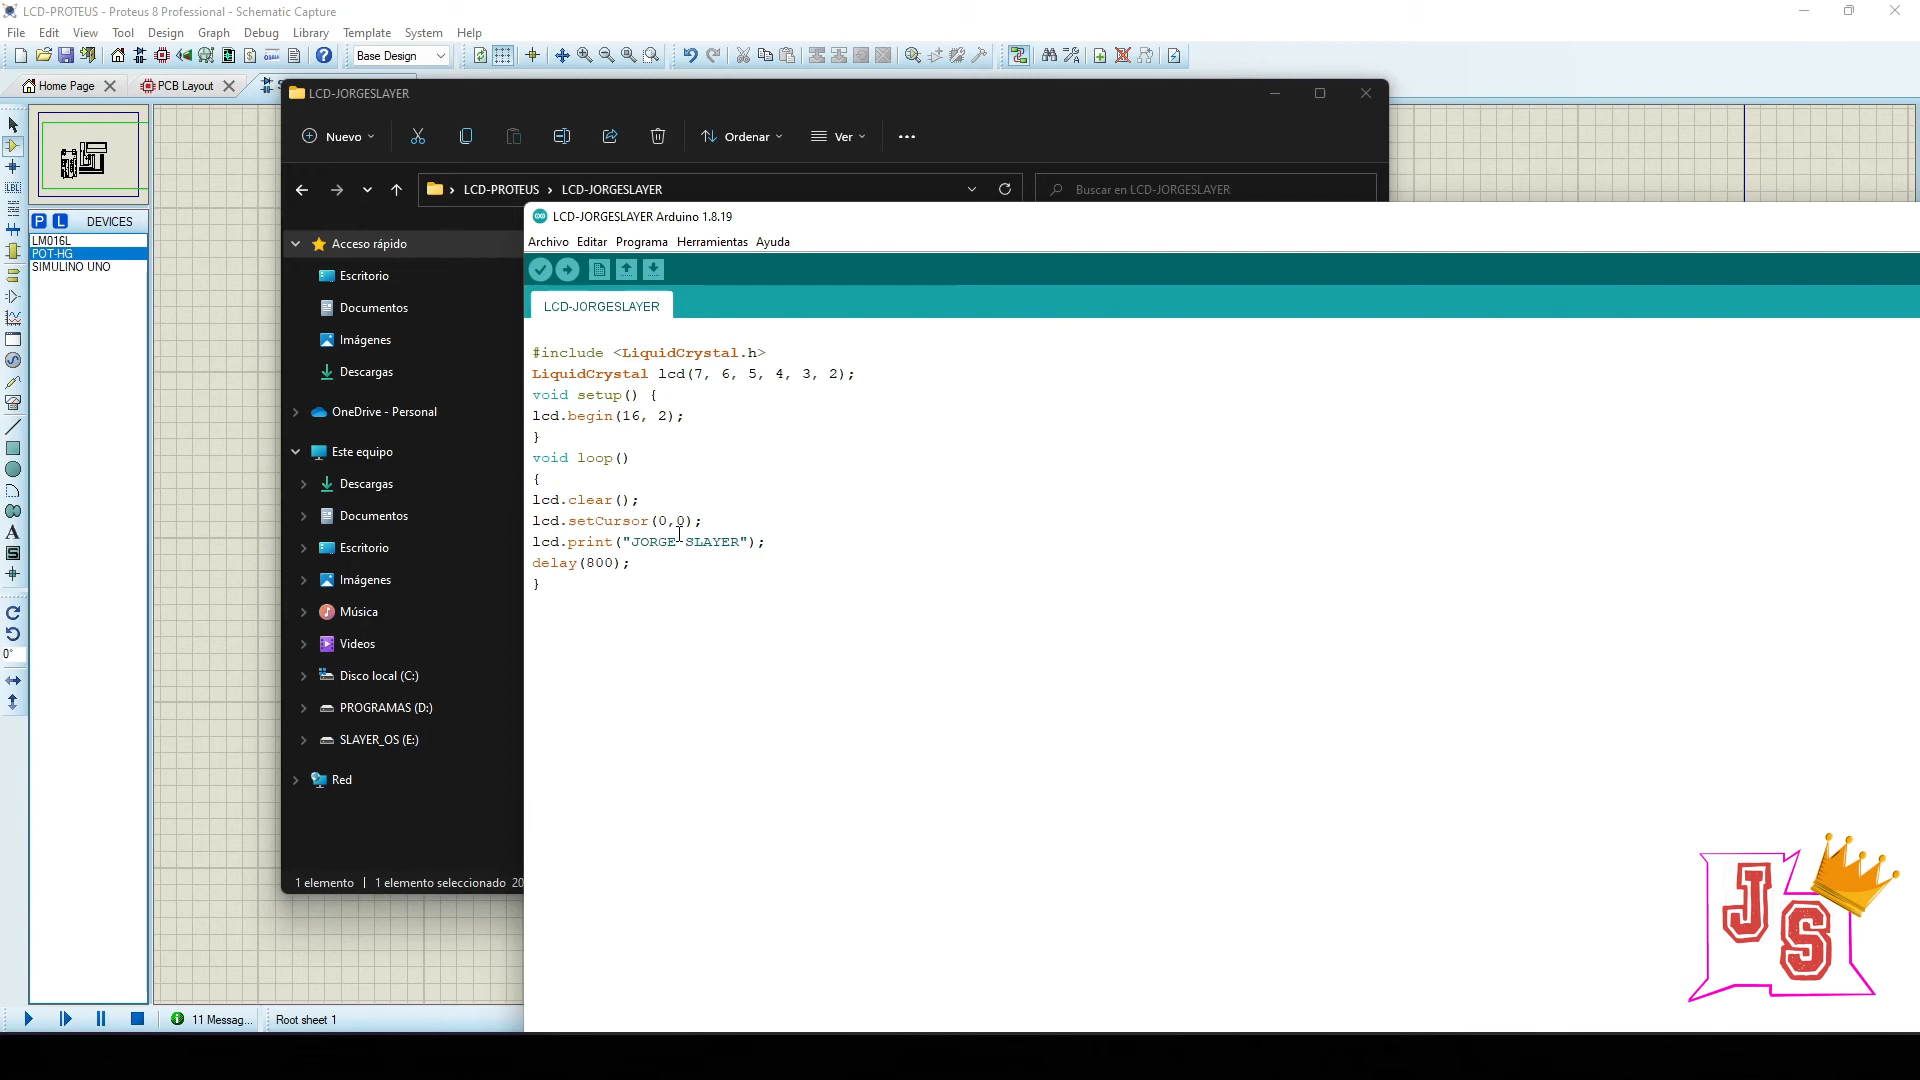 LCD-PROTEUS - Proteus 8 Professional - Schematic Capture
File Edit View Tool Design Graph Debug Library Template System Help
Base Design
Home Page
PCB Layout
P L DEVICES
LM016L
POT-HG
SIMULINO UNO
LBL
A
S
0°
11 Messag...
Root sheet 1
LCD-JORGESLAYER
Nuevo
Ordenar
Ver
LCD-PROTEUS > LCD-JORGESLAYER
Buscar en LCD-JORGESLAYER
Acceso rápido
Escritorio
Documentos
Imágenes
Descargas
OneDrive - Personal
Este equipo
Descargas
Documentos
Escritorio
Imágenes
Música
Videos
Disco local (C:)
PROGRAMAS (D:)
SLAYER_OS (E:)
Red
1 elemento
1 elemento seleccionado 20
LCD-JORGESLAYER Arduino 1.8.19
Archivo Editar Programa Herramientas Ayuda
LCD-JORGESLAYER
#include <LiquidCrystal.h>
LiquidCrystal lcd(7, 6, 5, 4, 3, 2);
void setup() {
lcd.begin(16, 2);
}
void loop()
{
lcd.clear();
lcd.setCursor(0,0);
lcd.print("JORGE SLAYER");
delay(800);
}
J
S